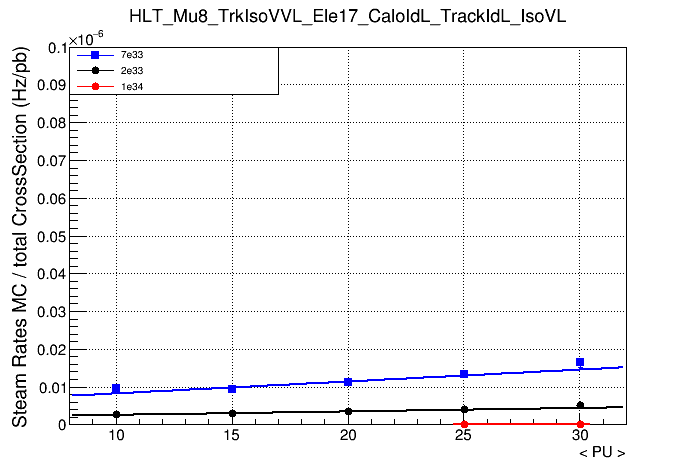 HLT_Mu8_TrkIsoVVL_Ele17_CaloIdL_TrackIdL_IsoVL
×10⁻⁶
7e33
2e33
1e34
Steam Rates MC / total CrossSection (Hz/pb)
0.1
0.09
0.08
0.07
0.06
0.05
0.04
0.03
0.02
0.01
0
10 15 20 25 30
< PU >